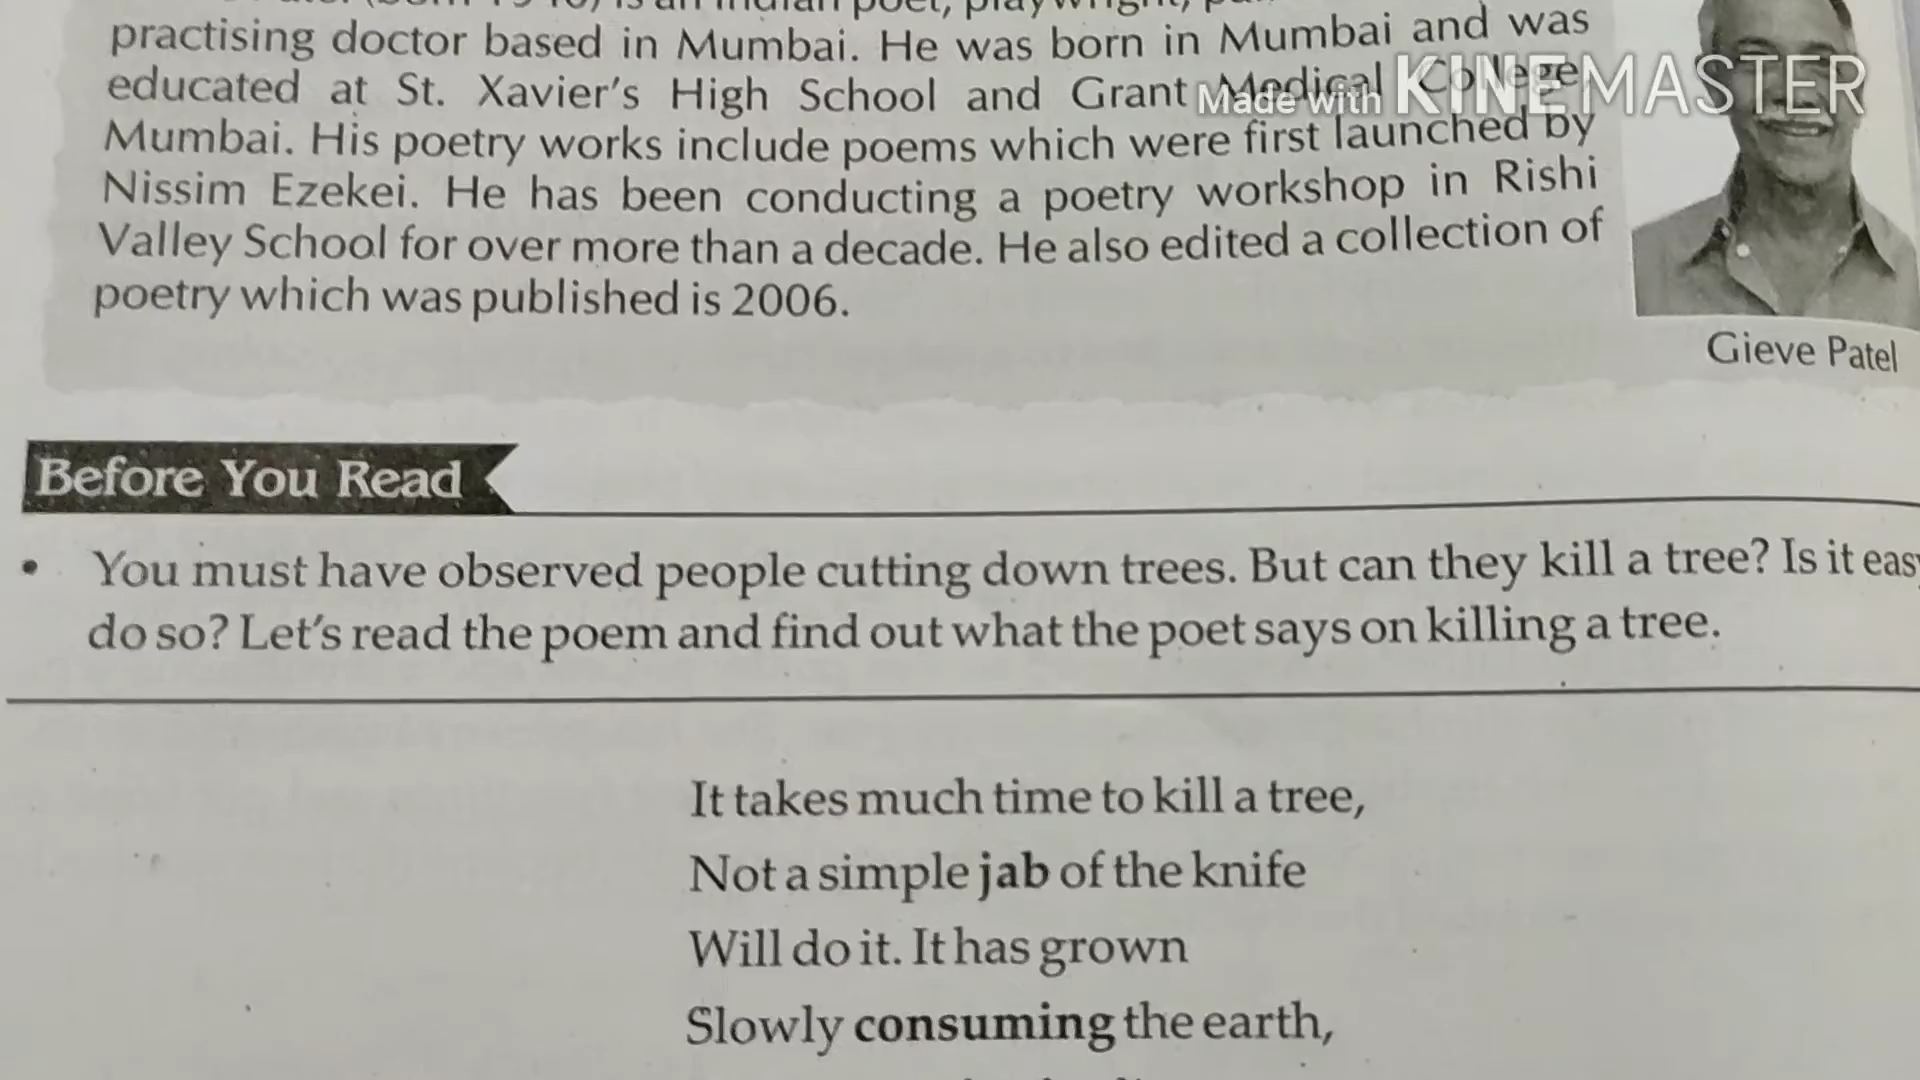 is an Indian poet, playwright,
practising doctor based in Mumbai. He was born in Mumbai and was
educated at St. Xavier's High School and Grant Medical College,
Mumbai. His poetry works include poems which were first launched by
Nissim Ezekei. He has been conducting a poetry workshop in Rishi
Valley School for over more than a decade. He also edited a collection of
poetry which was published is 2006.
Made with KINEMASTER
Gieve Patel
Before You Read
• You must have observed people cutting down trees. But can they kill a tree? Is it eas
do so? Let's read the poem and find out what the poet says on killing a tree.
It takes much time to kill a tree,
Not a simple jab of the knife
Will do it. It has grown
Slowly consuming the earth,